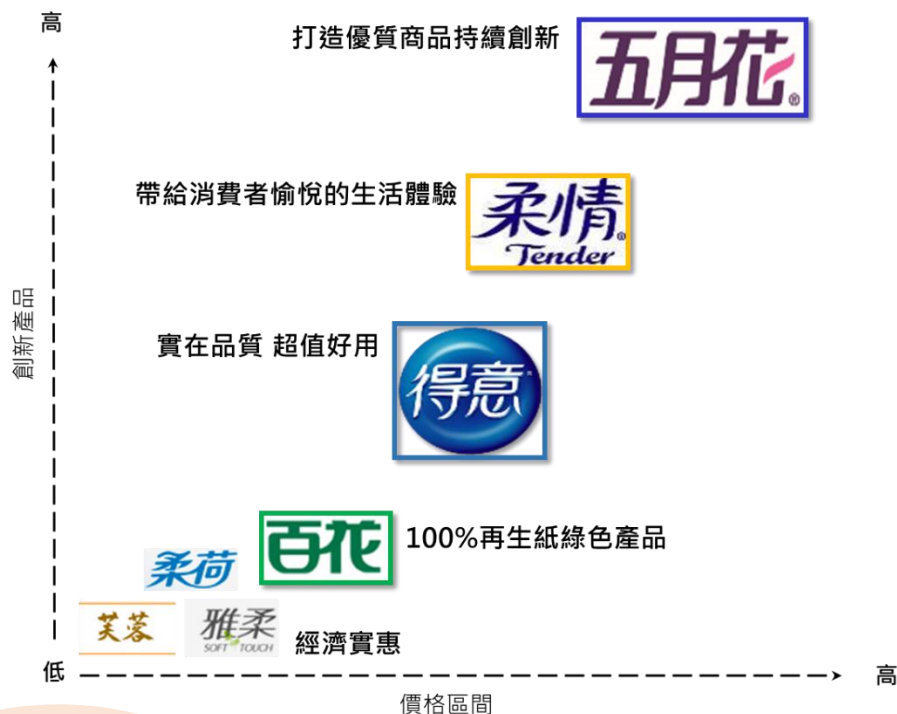 高
打造優質商品持續創新
五月花®
帶給消費者愉悅的生活體驗
柔情®
Tender
創新產品
實在品質 超值好用
得意
百花
100%再生紙綠色產品
柔荷
芙蓉
雅柔
SOFT TOUCH
經濟實惠
低
高
價格區間